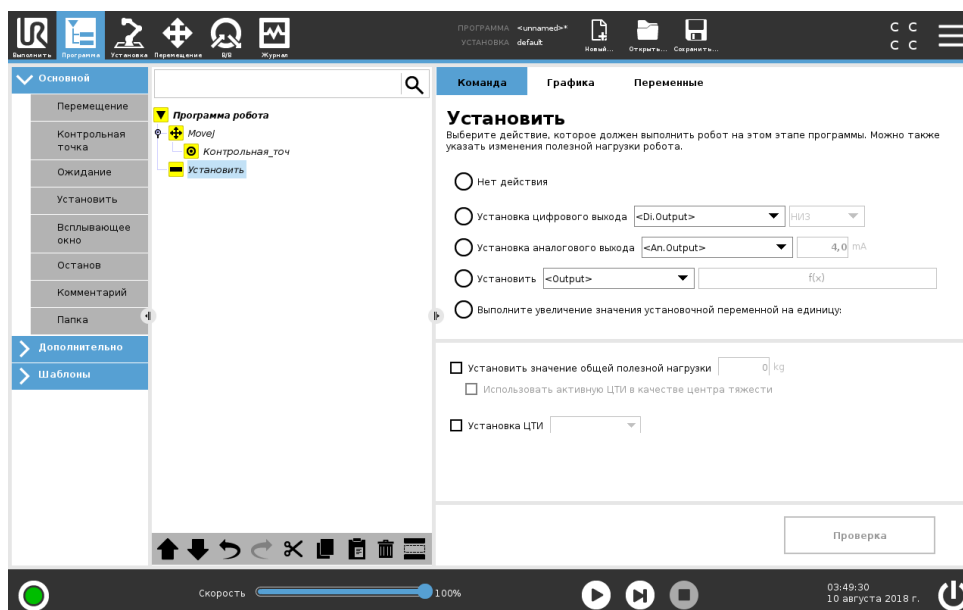 UR
Выполнить
Программа
Установка
Перемещение
В/В
Журнал
ПРОГРАММА <unnamed>*
УСТАНОВКА default
Новый...
Открыть...
Сохранить...
C C
C C
Основной
Перемещение
Контрольная
точка
Ожидание
Установить
Всплывающее
окно
Останов
Комментарий
Папка
Дополнительно
Шаблоны
Программа робота
MoveJ
Контрольная_точ
Установить
Команда
Графика
Переменные
Установить
Выберите действие, которое должен выполнить робот на этом этапе программы. Можно также
указать изменения полезной нагрузки робота.
Нет действия
Установка цифрового выхода <Di.Output> НИЗ
Установка аналогового выхода <An.Output> 4,0 mA
Установить <Output> f(x)
Выполните увеличение значения установочной переменной на единицу:
Установить значение общей полезной нагрузки 0 kg
Использовать активную ЦТИ в качестве центра тяжести
Установка ЦТИ
Проверка
Скорость 100%
03:49:30
10 августа 2018 г.